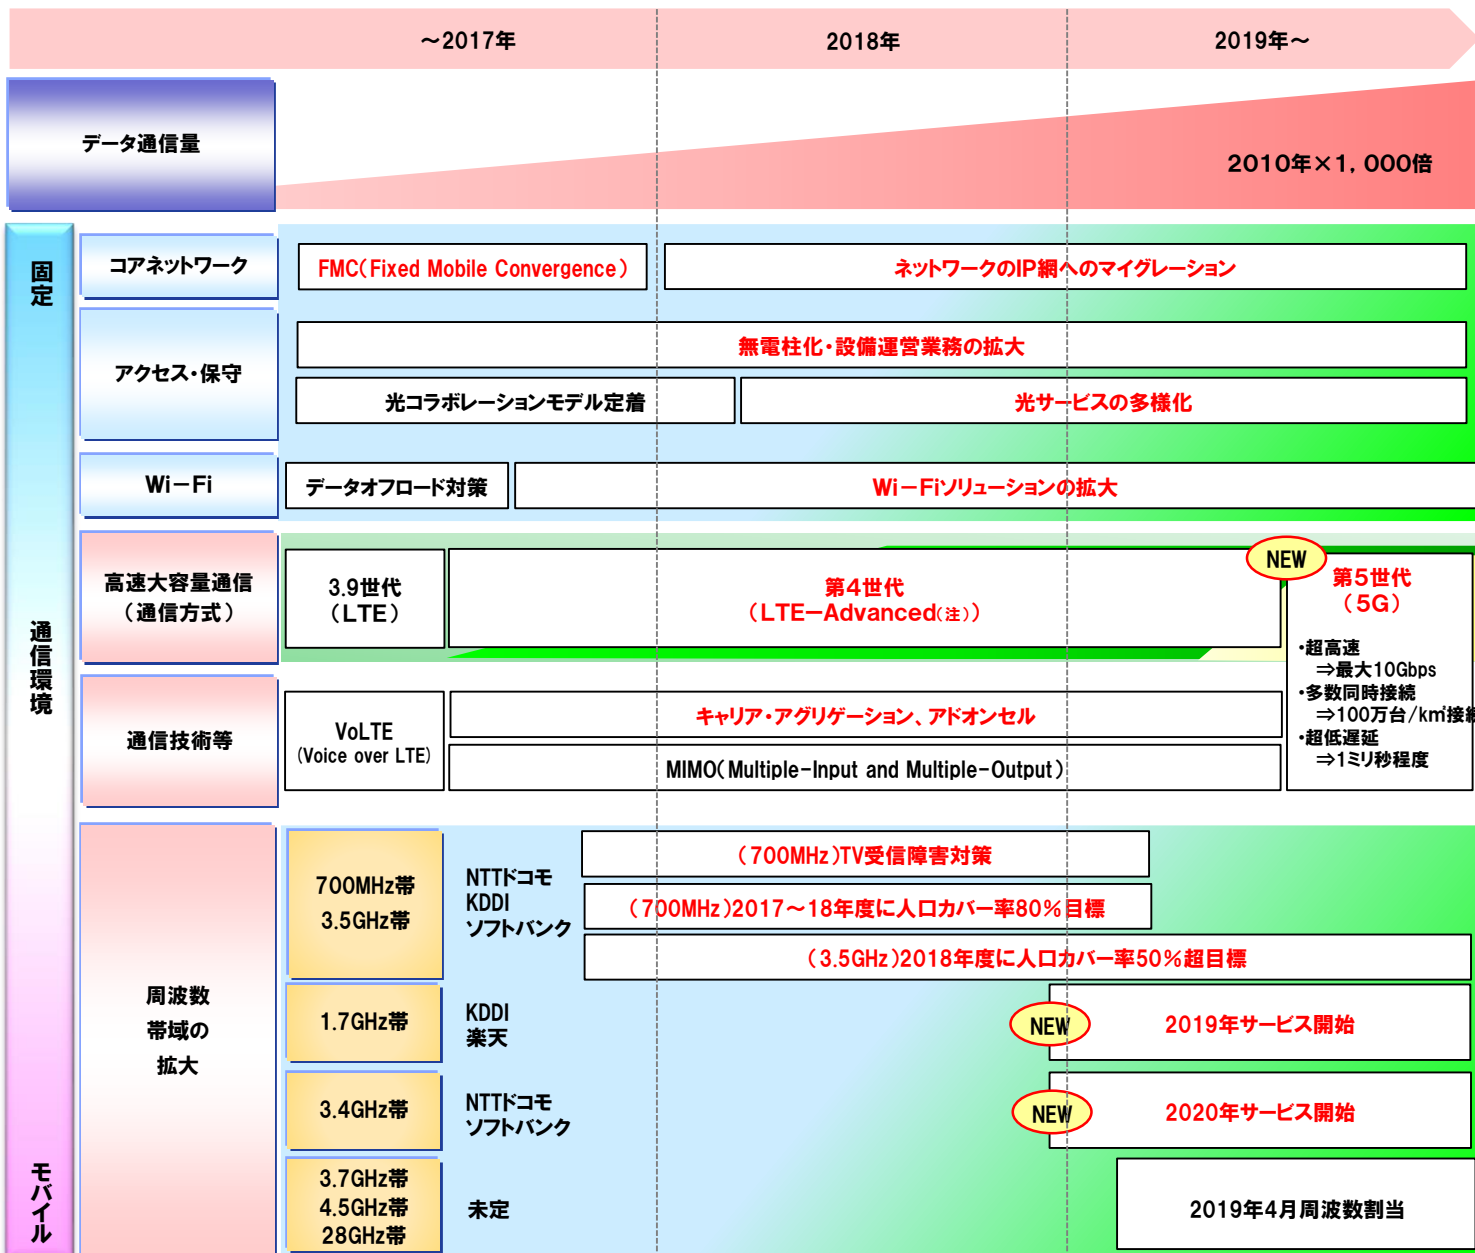 ～2017年
2018年
2019年～
データ通信量
2010年×1，000倍
固定
通信環境
モバイル
コアネットワーク
FMC（Fixed Mobile Convergence）
ネットワークのIP網へのマイグレーション
アクセス・保守
無電柱化・設備運営業務の拡大
光コラボレーションモデル定着
光サービスの多様化
Wi－Fi
データオフロード対策
Wi－Fiソリューションの拡大
高速大容量通信
（通信方式）
3.9世代
（LTE）
第4世代
（LTE－Advanced（注））
NEW
第5世代
（5G）
・超高速
⇒最大10Gbps
・多数同時接続
⇒100万台/k㎡接続
・超低遅延
⇒1ミリ秒程度
通信技術等
VoLTE
(Voice over LTE)
キャリア・アグリゲーション、アドオンセル
MIMO（Multiple-Input and Multiple-Output）
周波数
帯域の
拡大
700MHz帯
3.5GHz帯
NTTドコモ
KDDI
ソフトバンク
（700MHz）TV受信障害対策
（700MHz）2017～18年度に人口カバー率80％目標
（3.5GHz）2018年度に人口カバー率50％超目標
1.7GHz帯
KDDI
楽天
NEW
2019年サービス開始
3.4GHz帯
NTTドコモ
ソフトバンク
NEW
2020年サービス開始
3.7GHz帯
4.5GHz帯
28GHz帯
未定
2019年4月周波数割当